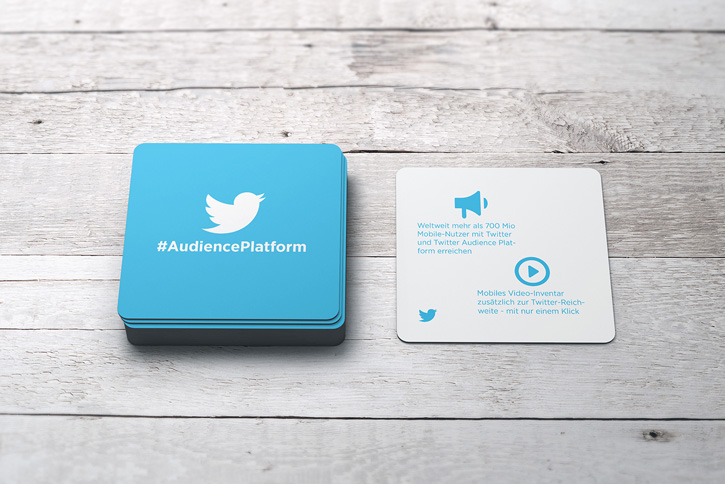 #AudiencePlatform
Weltweit mehr als 700 Mio
Mobile-Nutzer mit Twitter
und Twitter Audience Plat-
form erreichen
Mobiles Video-Inventar
zusätzlich zur Twitter-Reich-
weite - mit nur einem Klick